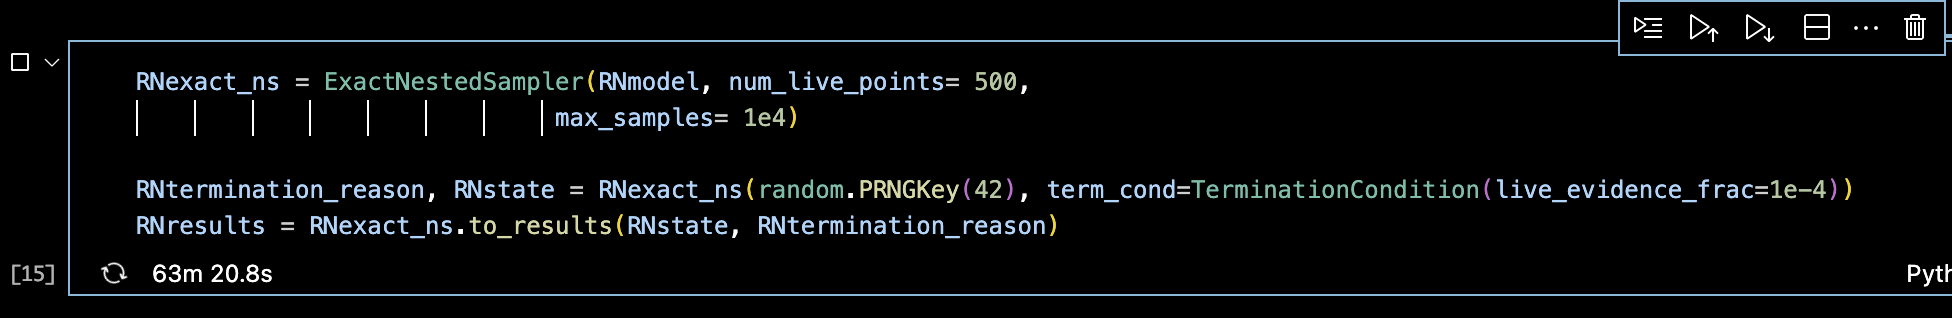 RNexact_ns = ExactNestedSampler(RNmodel, num_live_points= 500,
max_samples= 1e4)
RNtermination_reason, RNstate = RNexact_ns(random.PRNGKey(42), term_cond=TerminationCondition(live_evidence_frac=1e-4))
RNresults = RNexact_ns.to_results(RNstate, RNtermination_reason)
[15] 63m 20.8s Pyth